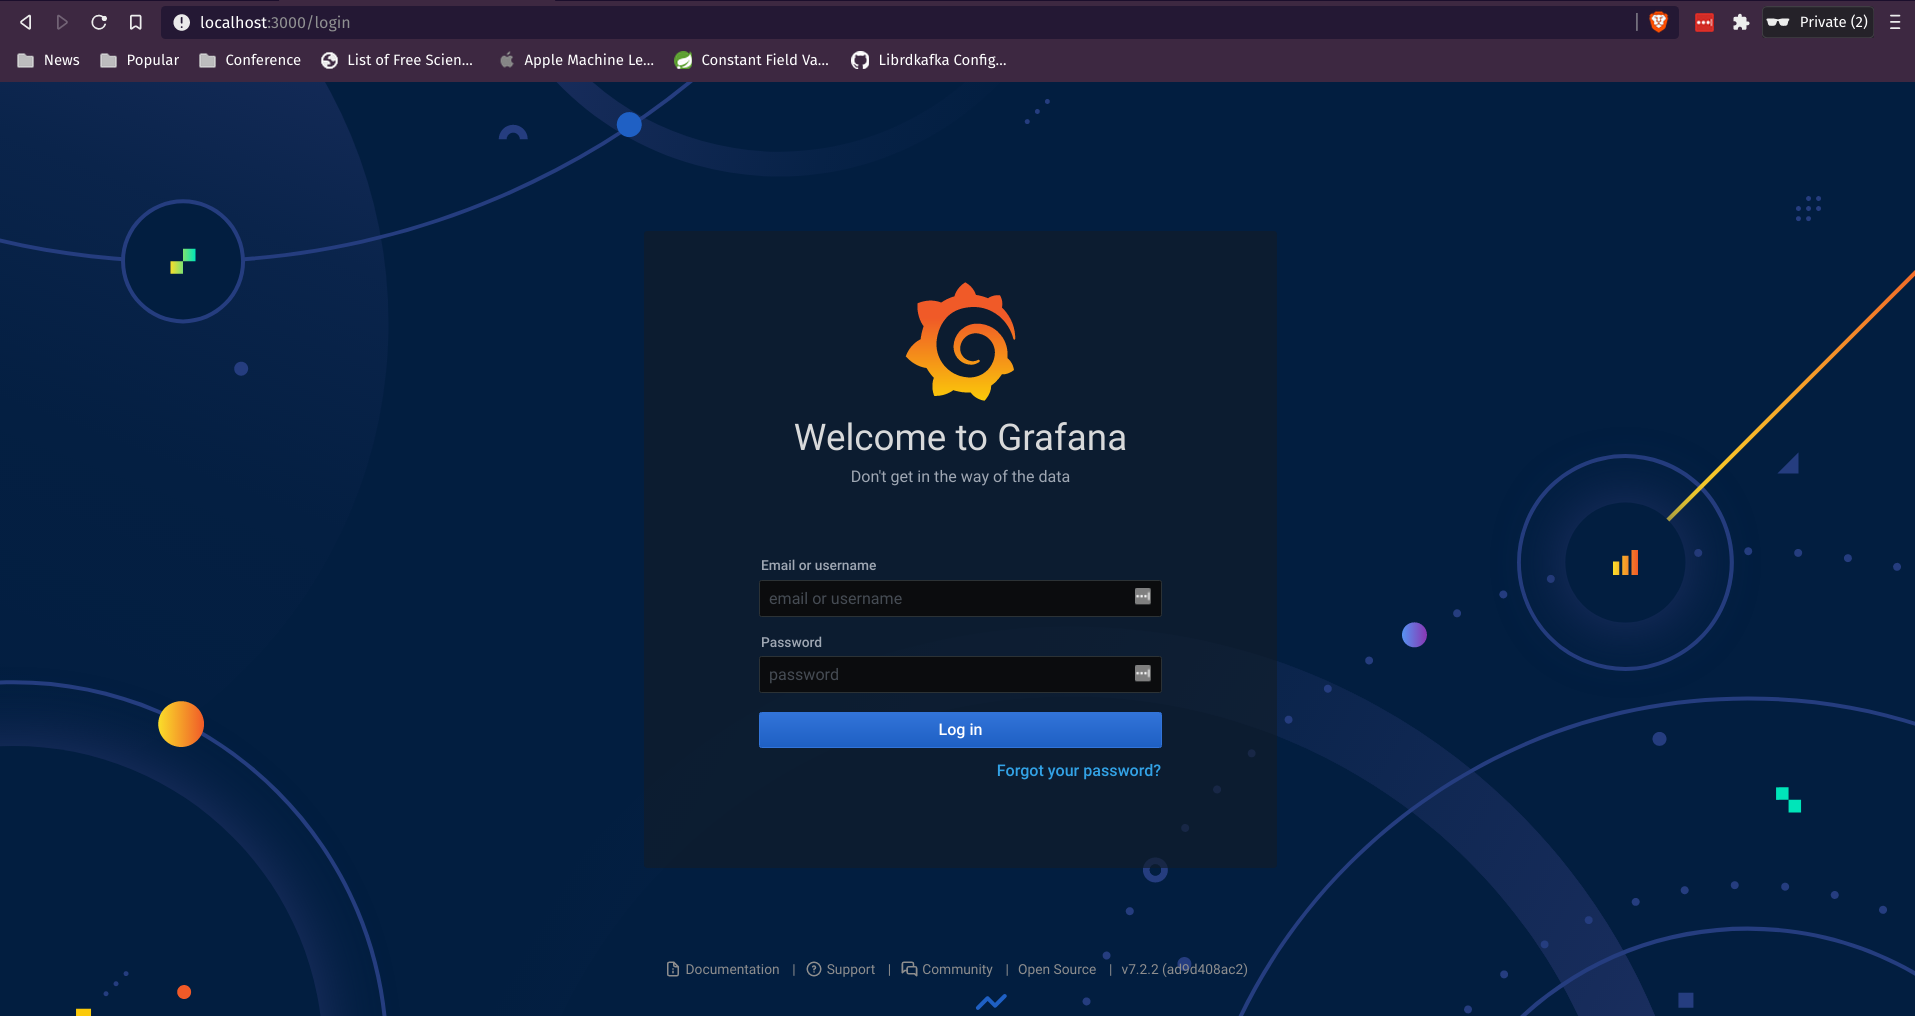 localhost:3000/login
Private (2)
News Popular Conference List of Free Scien... Apple Machine Le... Constant Field Va... Librdkafka Config...
Welcome to Grafana
Don't get in the way of the data
Email or username
email or username
Password
password
Log in
Forgot your password?
Documentation | Support | Community | Open Source | v7.2.2 (ad9d408ac2)